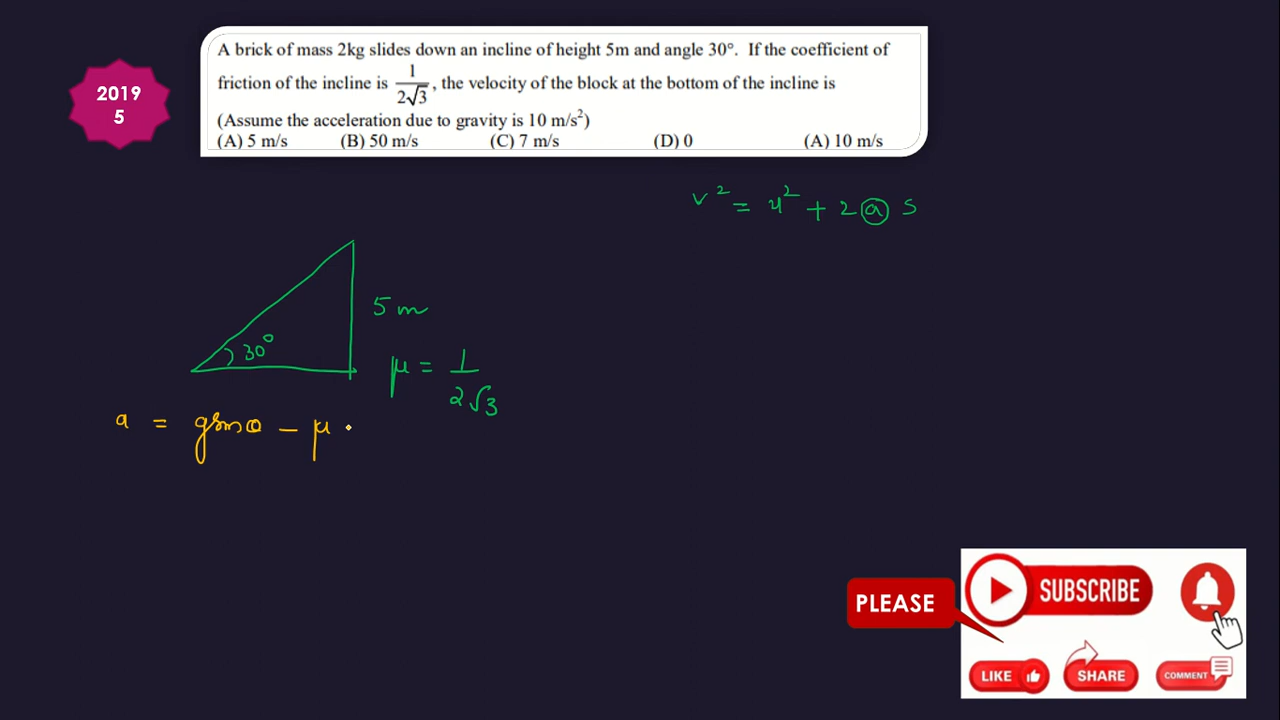 2019
5
A brick of mass 2kg slides down an incline of height 5m and angle 30°. If the coefficient of
friction of the incline is 1/2√3, the velocity of the block at the bottom of the incline is
(Assume the acceleration due to gravity is 10 m/s²)
(A) 5 m/s (B) 50 m/s (C) 7 m/s (D) 0 (A) 10 m/s
v² = u² + 2 a s
5 m
30°
μ = 1/2√3
a = g sin θ − μ
PLEASE
SUBSCRIBE
LIKE SHARE COMMENT